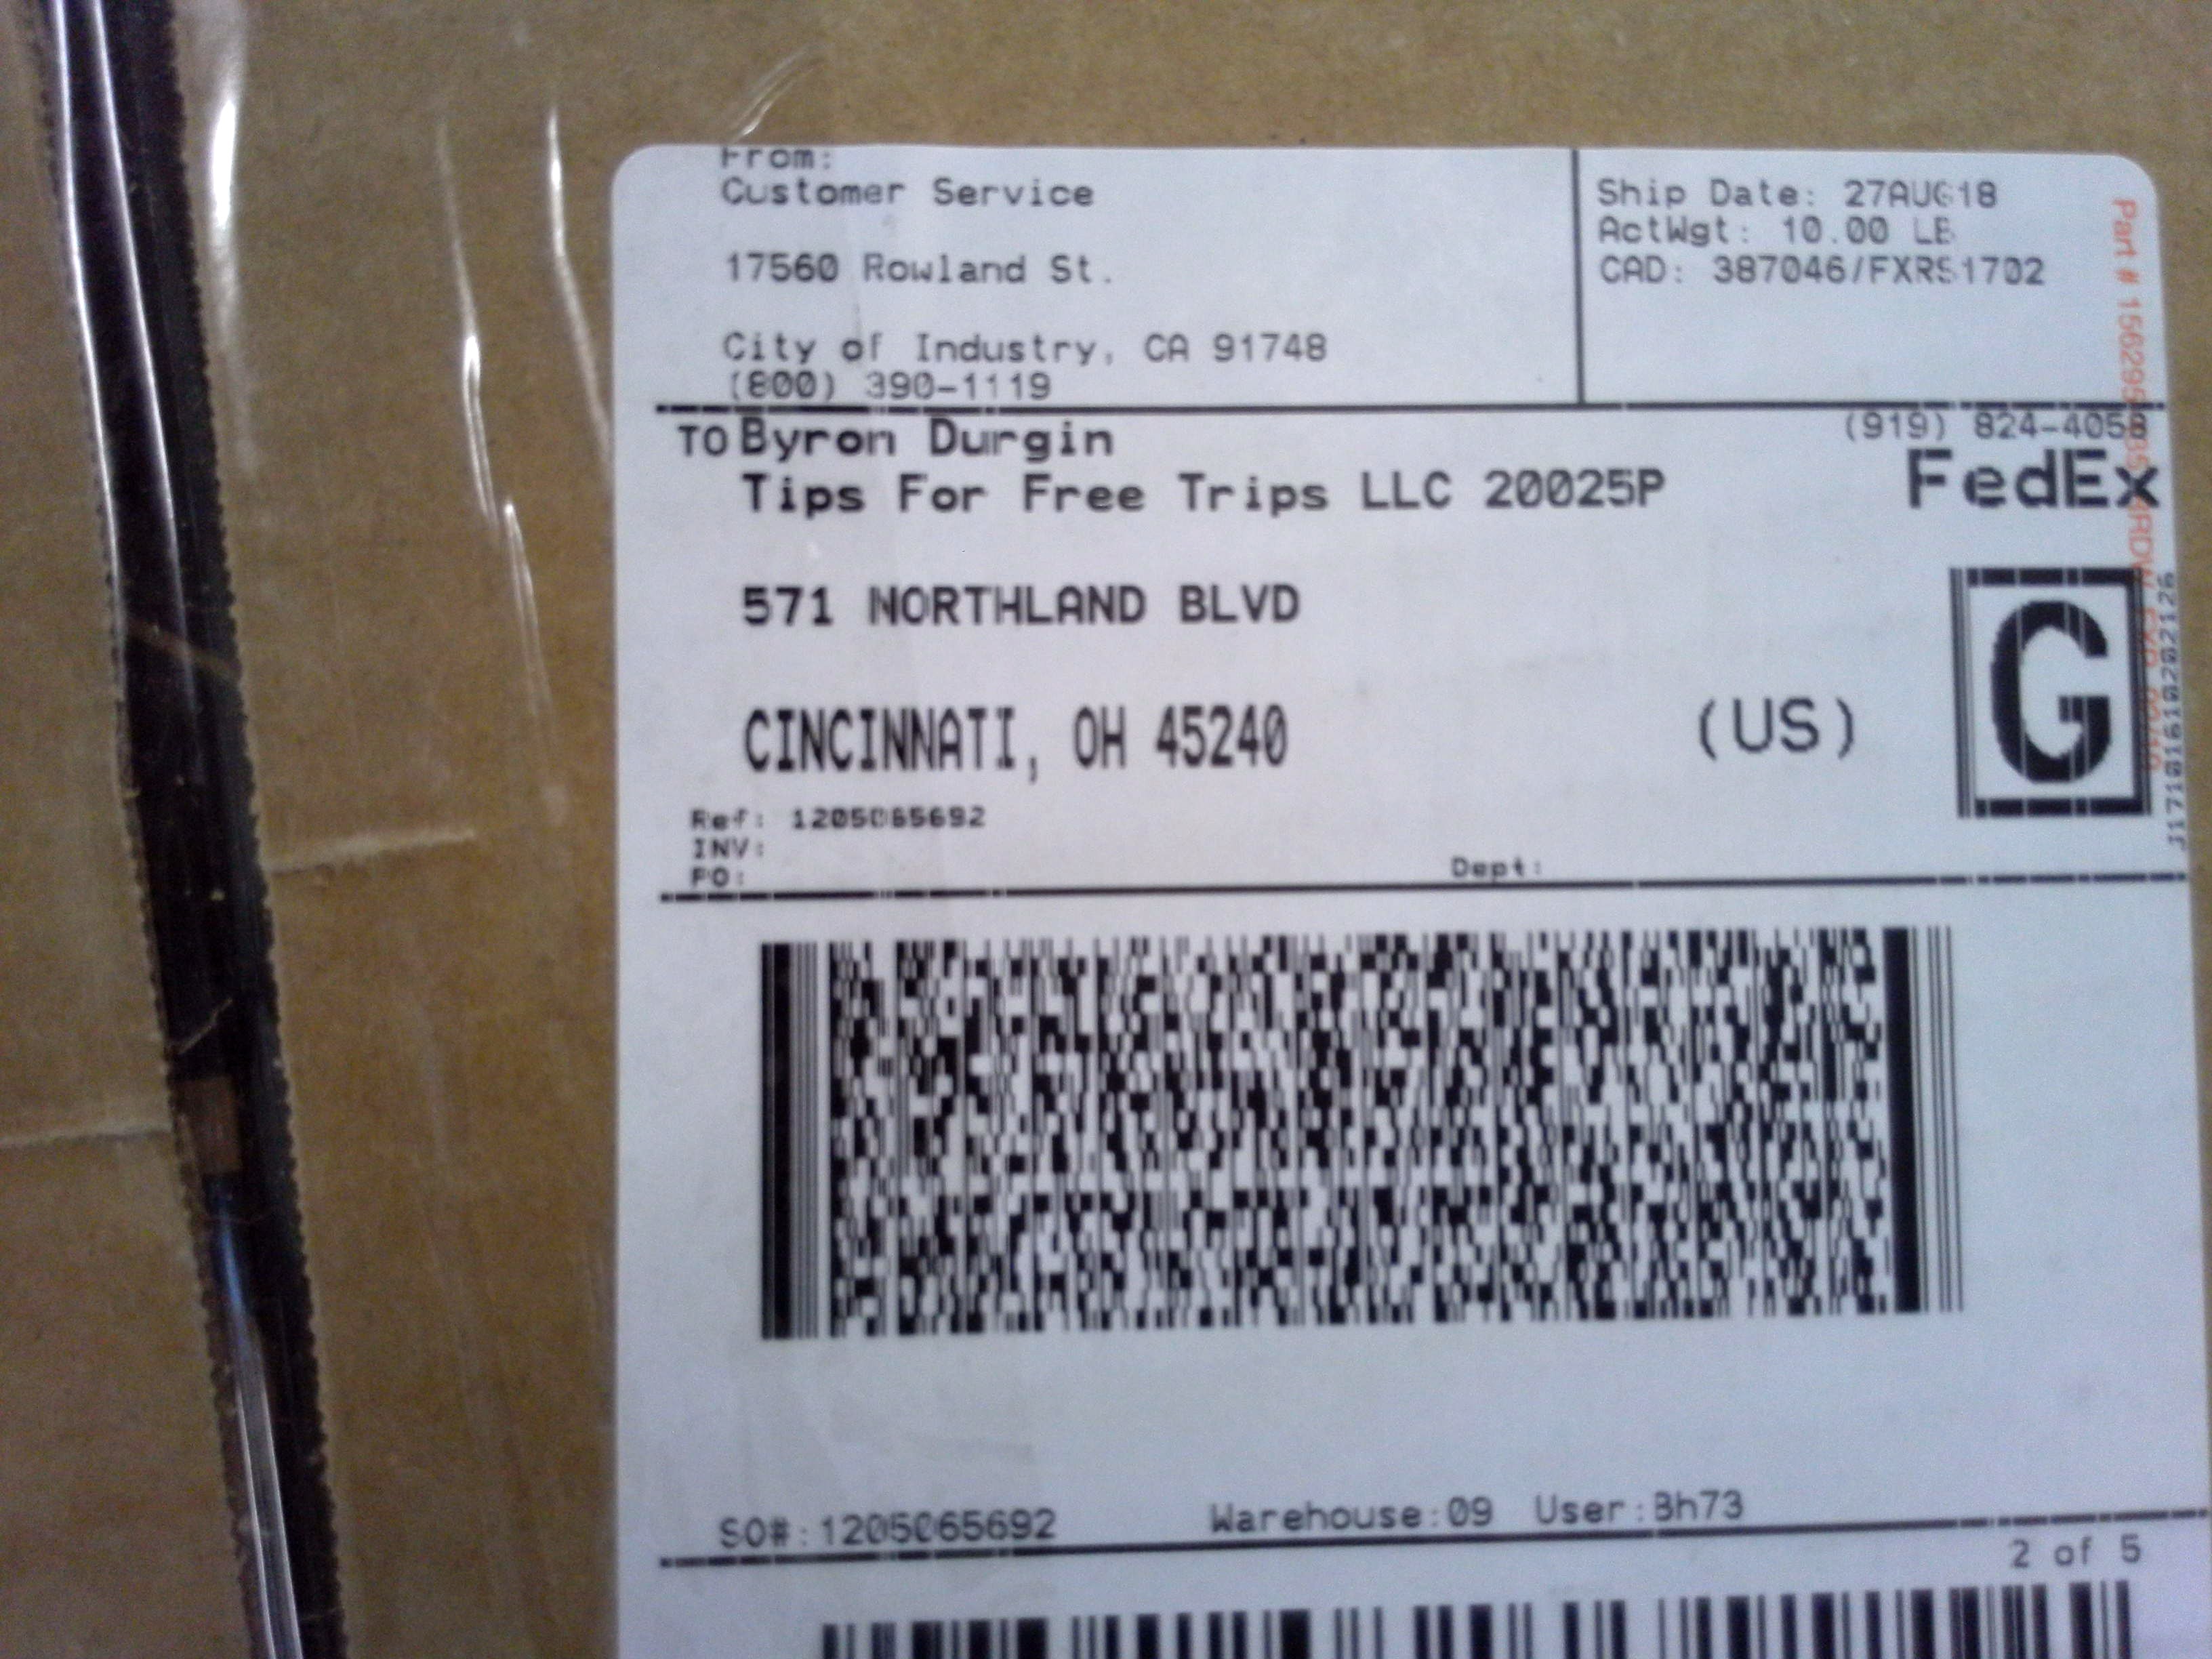 From:
Customer Service
17560 Rowland St.
City of Industry, CA 91748
(800) 390-1119
Ship Date: 27AUG18
ActWgt: 10.00 LB
CAD: 387046/FXRS1702
TO Byron Durgin
(919) 824-4058
Tips For Free Trips LLC 20025P
FedEx
571 NORTHLAND BLVD
G
CINCINNATI, OH 45240
(US)
Ref: 1205065692
INV:
PO:
Dept:
SO#:1205065692 Warehouse:09 User:Bh73
2 of 5
Part #